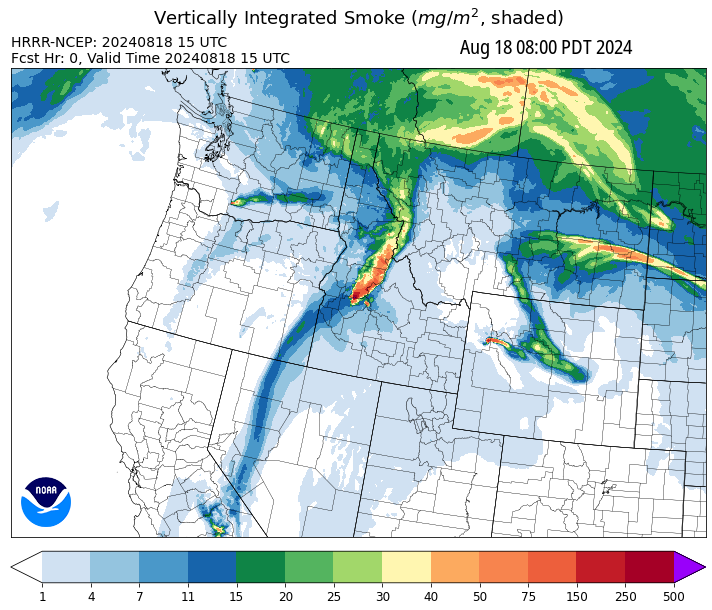 Vertically Integrated Smoke (mg/m², shaded)
HRRR-NCEP: 20240818 15 UTC
Aug 18 08:00 PDT 2024
Fcst Hr: 0, Valid Time 20240818 15 UTC
NOAA
1 4 7 11 15 20 25 30 40 50 75 150 250 500